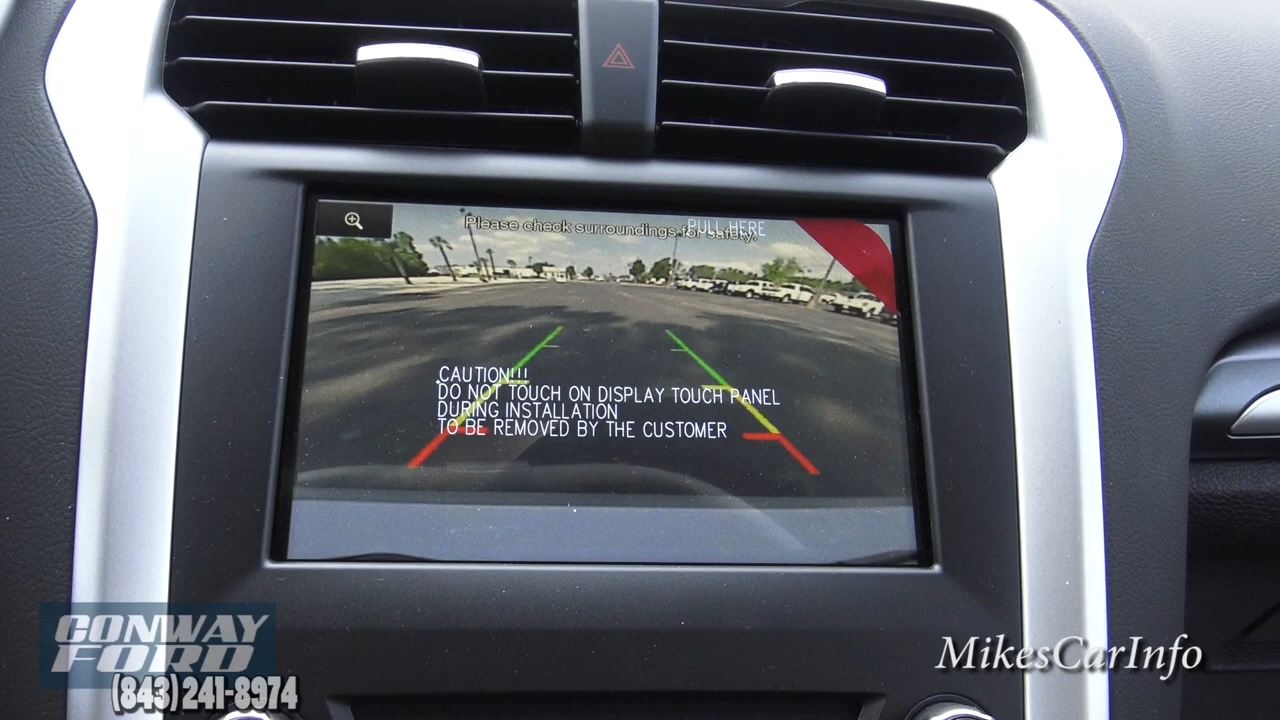 Please check surroundings for safety.
PULL HERE
CAUTION!!!
DO NOT TOUCH ON DISPLAY TOUCH PANEL
DURING INSTALLATION
TO BE REMOVED BY THE CUSTOMER
CONWAY
FORD
(843) 241-8974
MikesCarInfo